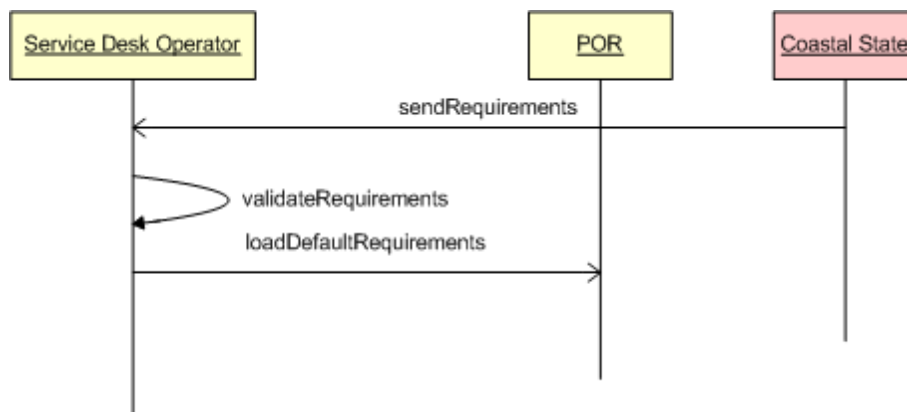 Service Desk Operator
POR
Coastal State
sendRequirements
validateRequirements
loadDefaultRequirements